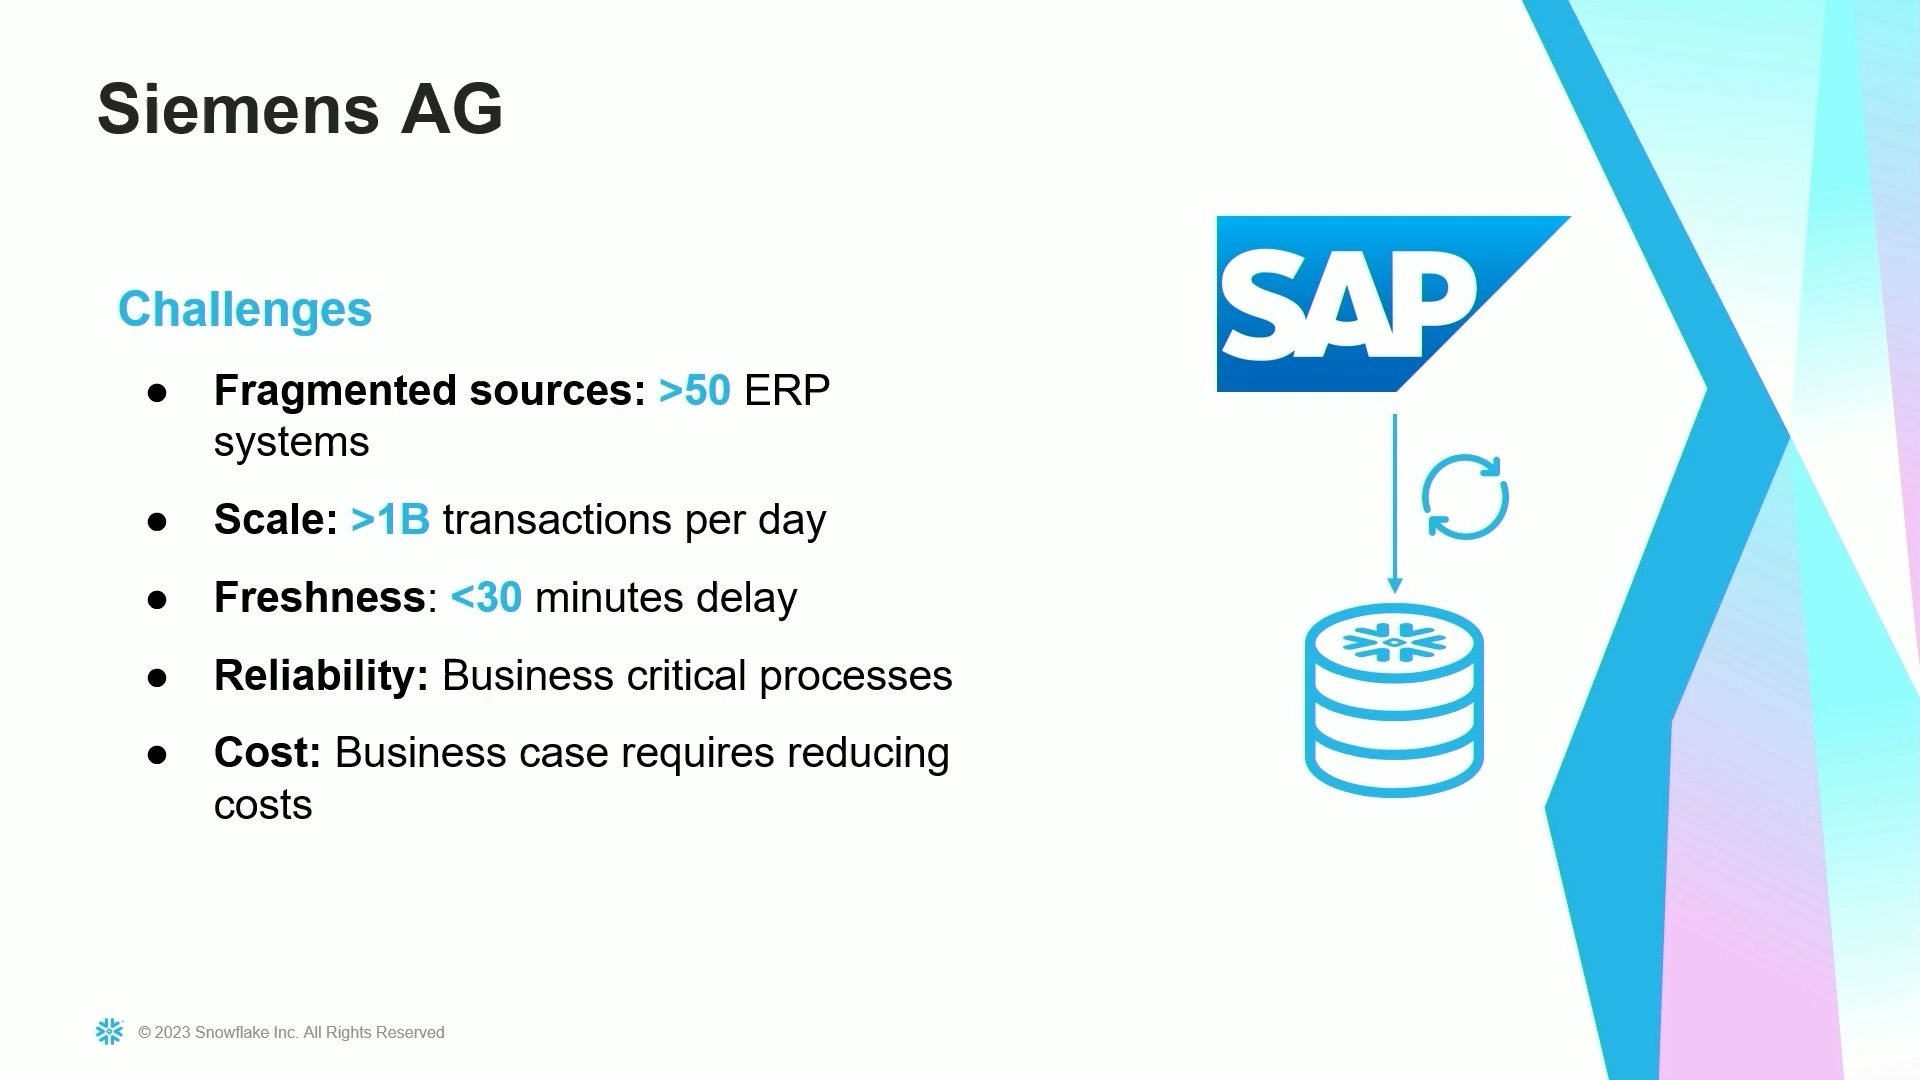 Siemens AG
Challenges
● Fragmented sources: >50 ERP
systems
● Scale: >1B transactions per day
● Freshness: <30 minutes delay
● Reliability: Business critical processes
● Cost: Business case requires reducing
costs
SAP
© 2023 Snowflake Inc. All Rights Reserved